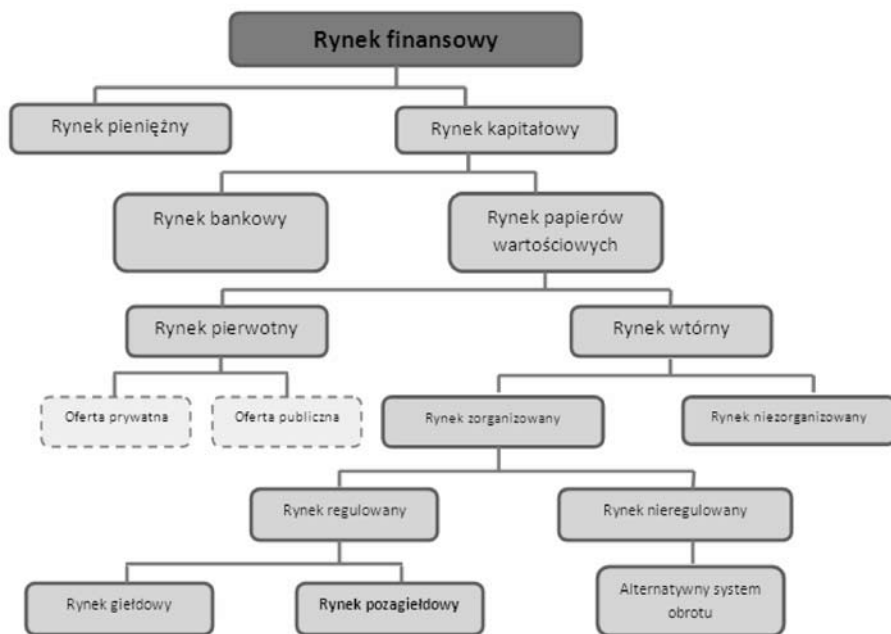 Rynek finansowy
Rynek pieniężny
Rynek kapitałowy
Rynek bankowy
Rynek papierów
wartościowych
Rynek pierwotny
Rynek wtórny
Oferta prywatna
Oferta publiczna
Rynek zorganizowany
Rynek niezorganizowany
Rynek regulowany
Rynek nieregulowany
Rynek giełdowy
Rynek pozagiełdowy
Alternatywny system
obrotu